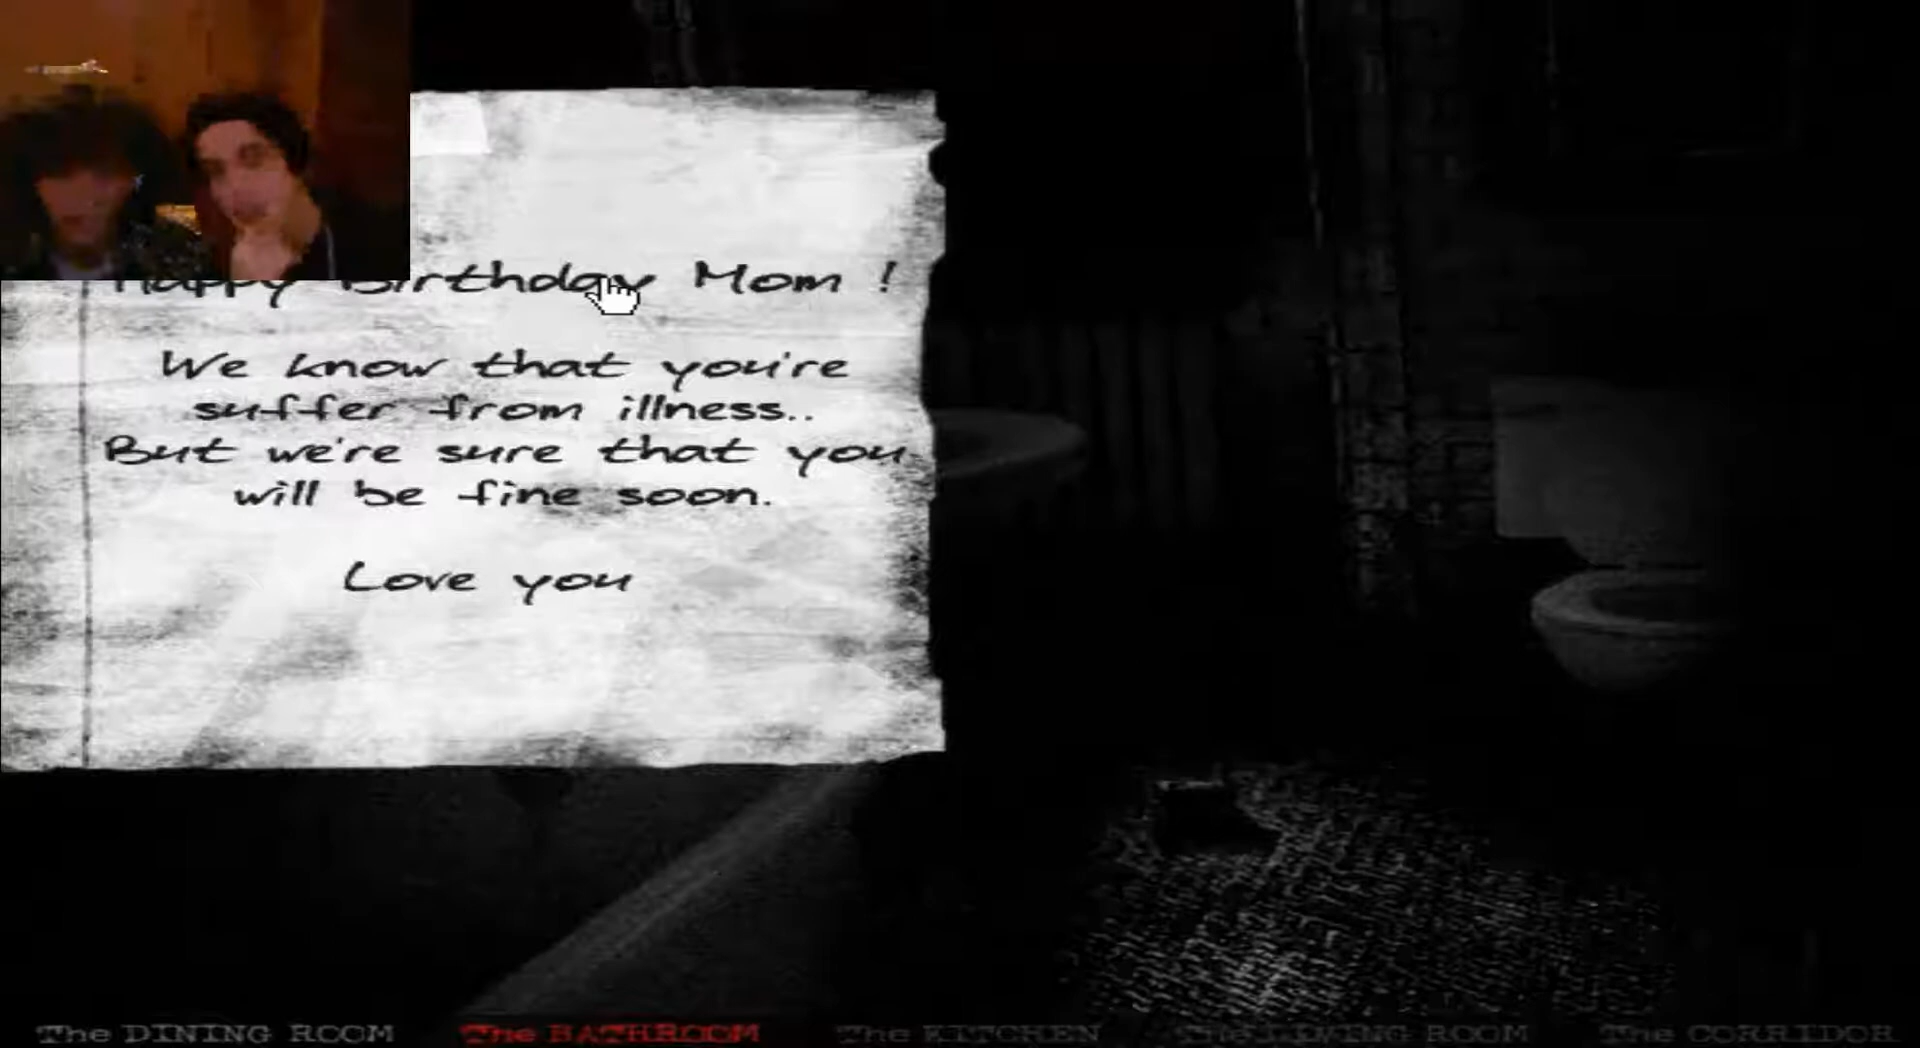 Happy Birthday Mom !
We know that you're
suffer from illness..
But we're sure that you
will be fine soon.
Love you
The DINING ROOM The BATHROOM The KITCHEN The LIVING ROOM The CORRIDOR